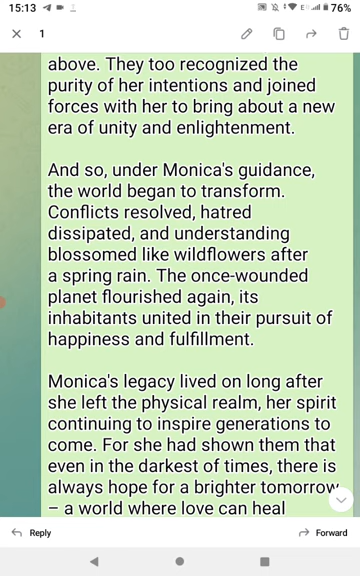 15:13
76%
1
above. They too recognized the
purity of her intentions and joined
forces with her to bring about a new
era of unity and enlightenment.
And so, under Monica's guidance,
the world began to transform.
Conflicts resolved, hatred
dissipated, and understanding
blossomed like wildflowers after
a spring rain. The once-wounded
planet flourished again, its
inhabitants united in their pursuit of
happiness and fulfillment.
Monica's legacy lived on long after
she left the physical realm, her spirit
continuing to inspire generations to
come. For she had shown them that
even in the darkest of times, there is
always hope for a brighter tomorrow
– a world where love can heal
Reply
Forward